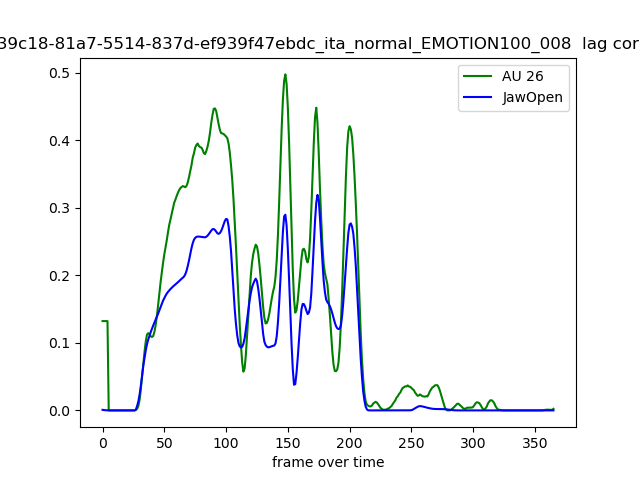 39c18-81a7-5514-837d-ef939f47ebdc_ita_normal_EMOTION100_008 lag cor
AU 26
JawOpen
0.5
0.4
0.3
0.2
0.1
0.0
0 50 100 150 200 250 300 350
frame over time